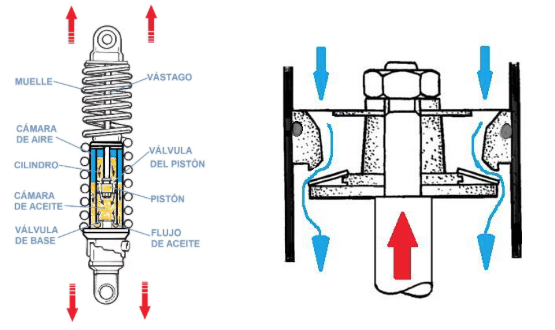 MUELLE
VÁSTAGO
CÁMARA
DE AIRE
VÁLVULA
DEL PISTÓN
CILINDRO
CÁMARA
DE ACEITE
PISTÓN
VÁLVULA
DE BASE
FLUJO
DE ACEITE